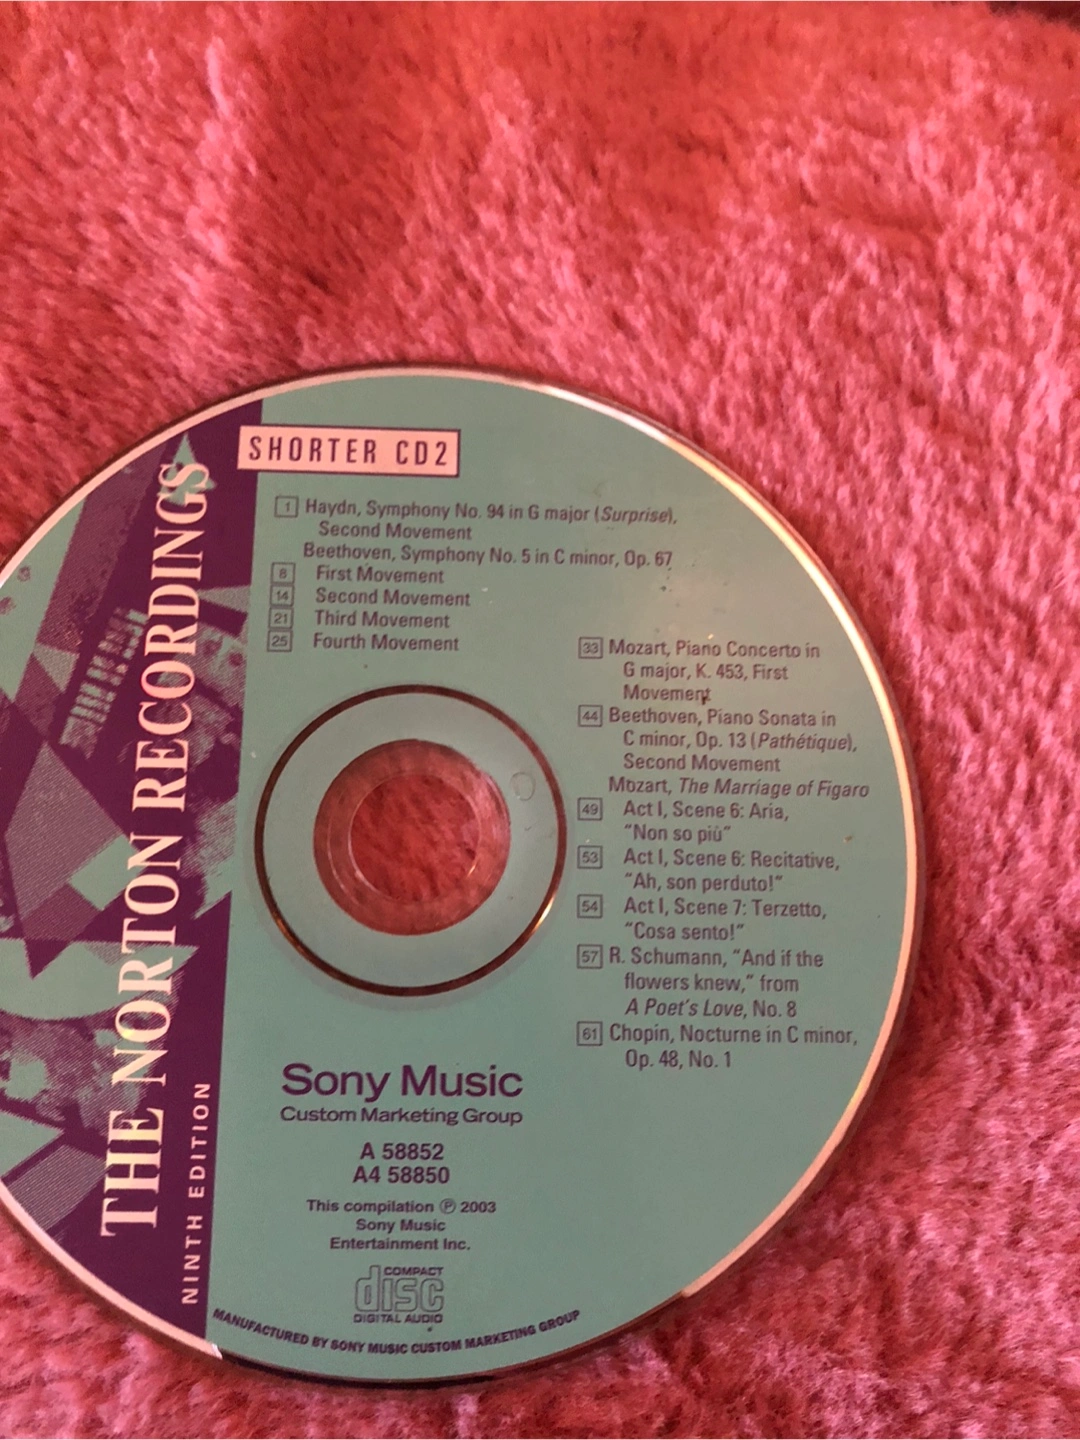 THE NORTON RECORDINGS
NINTH EDITION
SHORTER CD2
1 Haydn, Symphony No. 94 in G major (Surprise),
Second Movement
Beethoven, Symphony No. 5 in C minor, Op. 67
8 First Movement
14 Second Movement
21 Third Movement
25 Fourth Movement
33 Mozart, Piano Concerto in
G major, K. 453, First
Movement
44 Beethoven, Piano Sonata in
C minor, Op. 13 (Pathétique),
Second Movement
Mozart, The Marriage of Figaro
49 Act I, Scene 6: Aria,
"Non so più"
53 Act I, Scene 6: Recitative,
"Ah, son perduto!"
54 Act I, Scene 7: Terzetto,
"Cosa sento!"
57 R. Schumann, "And if the
flowers knew," from
A Poet's Love, No. 8
61 Chopin, Nocturne in C minor,
Op. 48, No. 1
Sony Music
Custom Marketing Group
A 58852
A4 58850
This compilation ℗ 2003
Sony Music
Entertainment Inc.
COMPACT
disc
DIGITAL AUDIO
MANUFACTURED BY SONY MUSIC CUSTOM MARKETING GROUP